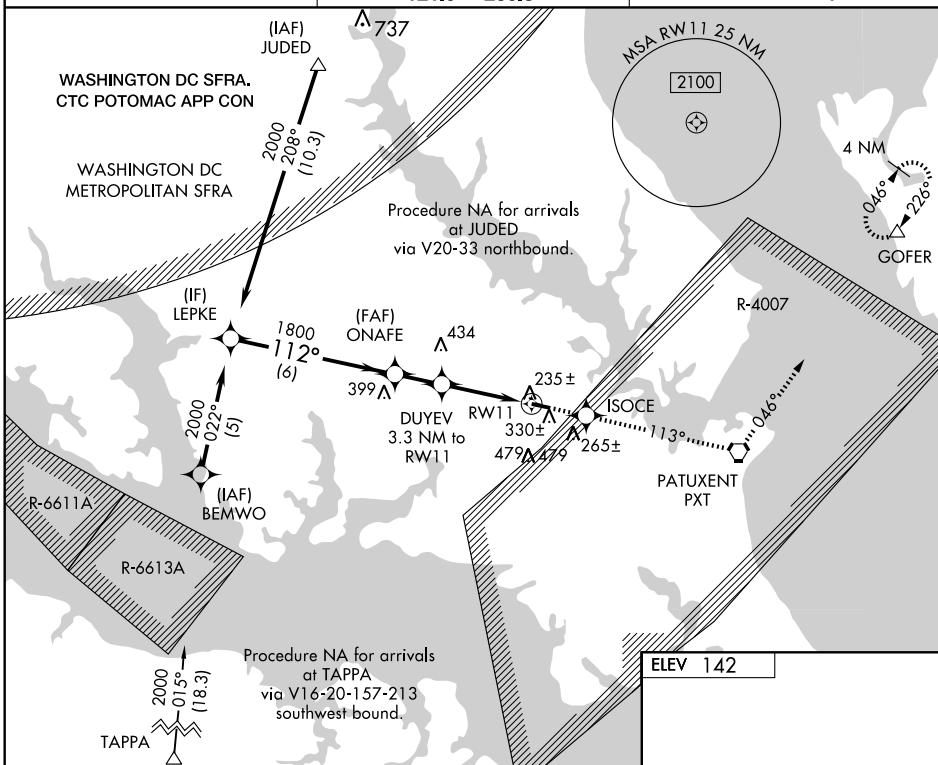 (IAF)
JUDED
737
WASHINGTON DC SFRA.
CTC POTOMAC APP CON
2000
208°
(10.3)
WASHINGTON DC
METROPOLITAN SFRA
MSA RW11 25 NM
2100
4 NM
046°
226°
GOFER
Procedure NA for arrivals
at JUDED
via V20-33 northbound.
R-4007
(IF)
LEPKE
1800
112°
(6)
(FAF)
ONAFE
434
399
DUYEV
3.3 NM to
RW11
RW11
235±
330±
ISOCE
265±
479
479
113°
046°
PATUXENT
PXT
2000
022°
(5)
(IAF)
BEMWO
R-6611A
R-6613A
2000
015°
(18.3)
TAPPA
Procedure NA for arrivals
at TAPPA
via V16-20-157-213
southwest bound.
ELEV 142